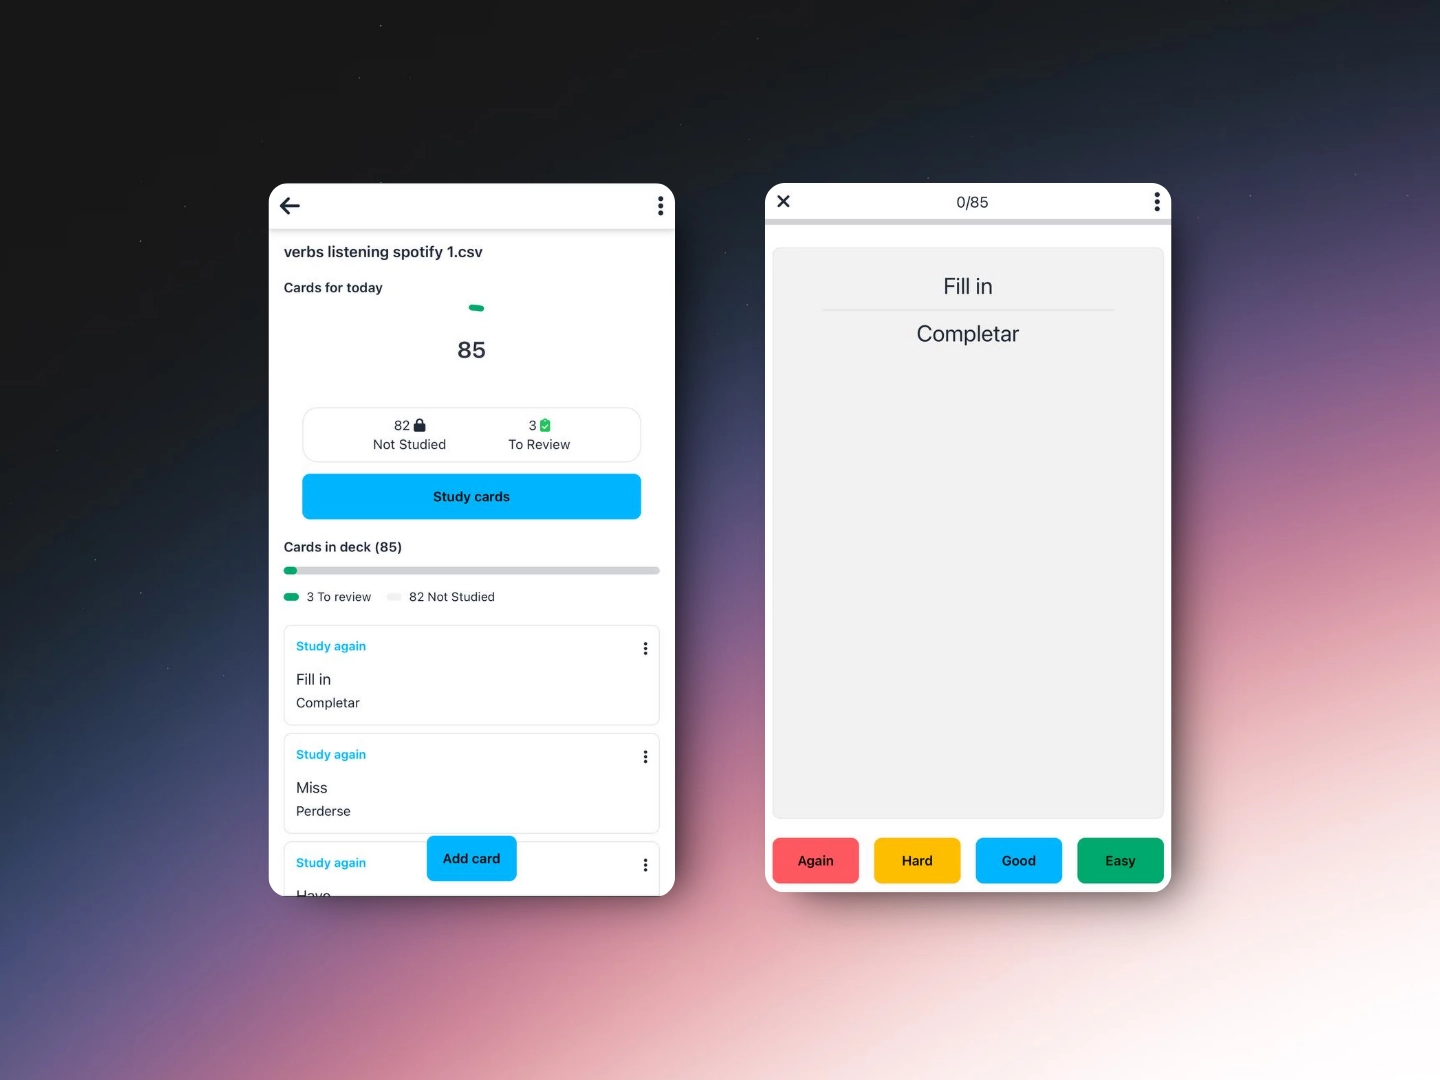 verbs listening spotify 1.csv
Cards for today
85
82
Not Studied
3
To Review
Study cards
Cards in deck (85)
3 To review
82 Not Studied
Study again
Fill in
Completar
Study again
Miss
Perderse
Study again
Have
Add card
0/85
Fill in
Completar
Again
Hard
Good
Easy